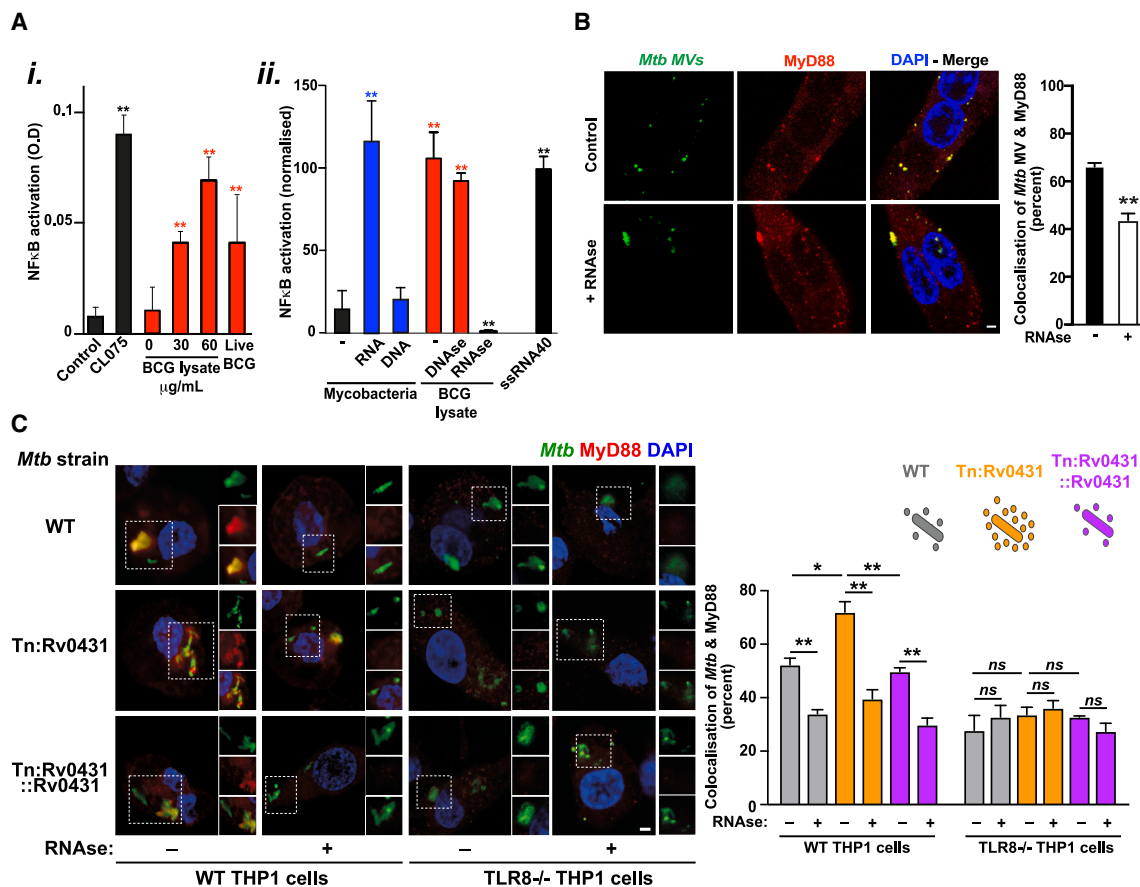 A
i.
NFκB activation (O.D)
0.1
0.05
0
**
**
**
**
Control
CL075
0
30
60
Live
BCG
BCG lysate
μg/mL
ii.
NFκB activation (normalised)
150
100
50
0
**
**
**
**
**
-
RNA
DNA
-
DNAse
RNAse
ssRNA40
Mycobacteria
BCG
lysate
B
Mtb MVs
MyD88
DAPI - Merge
Control
+ RNAse
Colocalisation of Mtb MV & MyD88
(percent)
100
80
60
40
20
0
**
RNAse
-
+
C
Mtb MyD88 DAPI
Mtb strain
WT
Tn:Rv0431
Tn:Rv0431
::Rv0431
RNAse:
–
+
–
+
WT THP1 cells
TLR8-/- THP1 cells
WT
Tn:Rv0431
Tn:Rv0431
::Rv0431
Colocalisation of Mtb & MyD88
(percent)
80
60
40
20
0
*
**
**
**
**
ns
ns
ns
ns
ns
RNAse:
–
+
–
+
–
+
–
+
–
+
–
+
WT THP1 cells
TLR8-/- THP1 cells